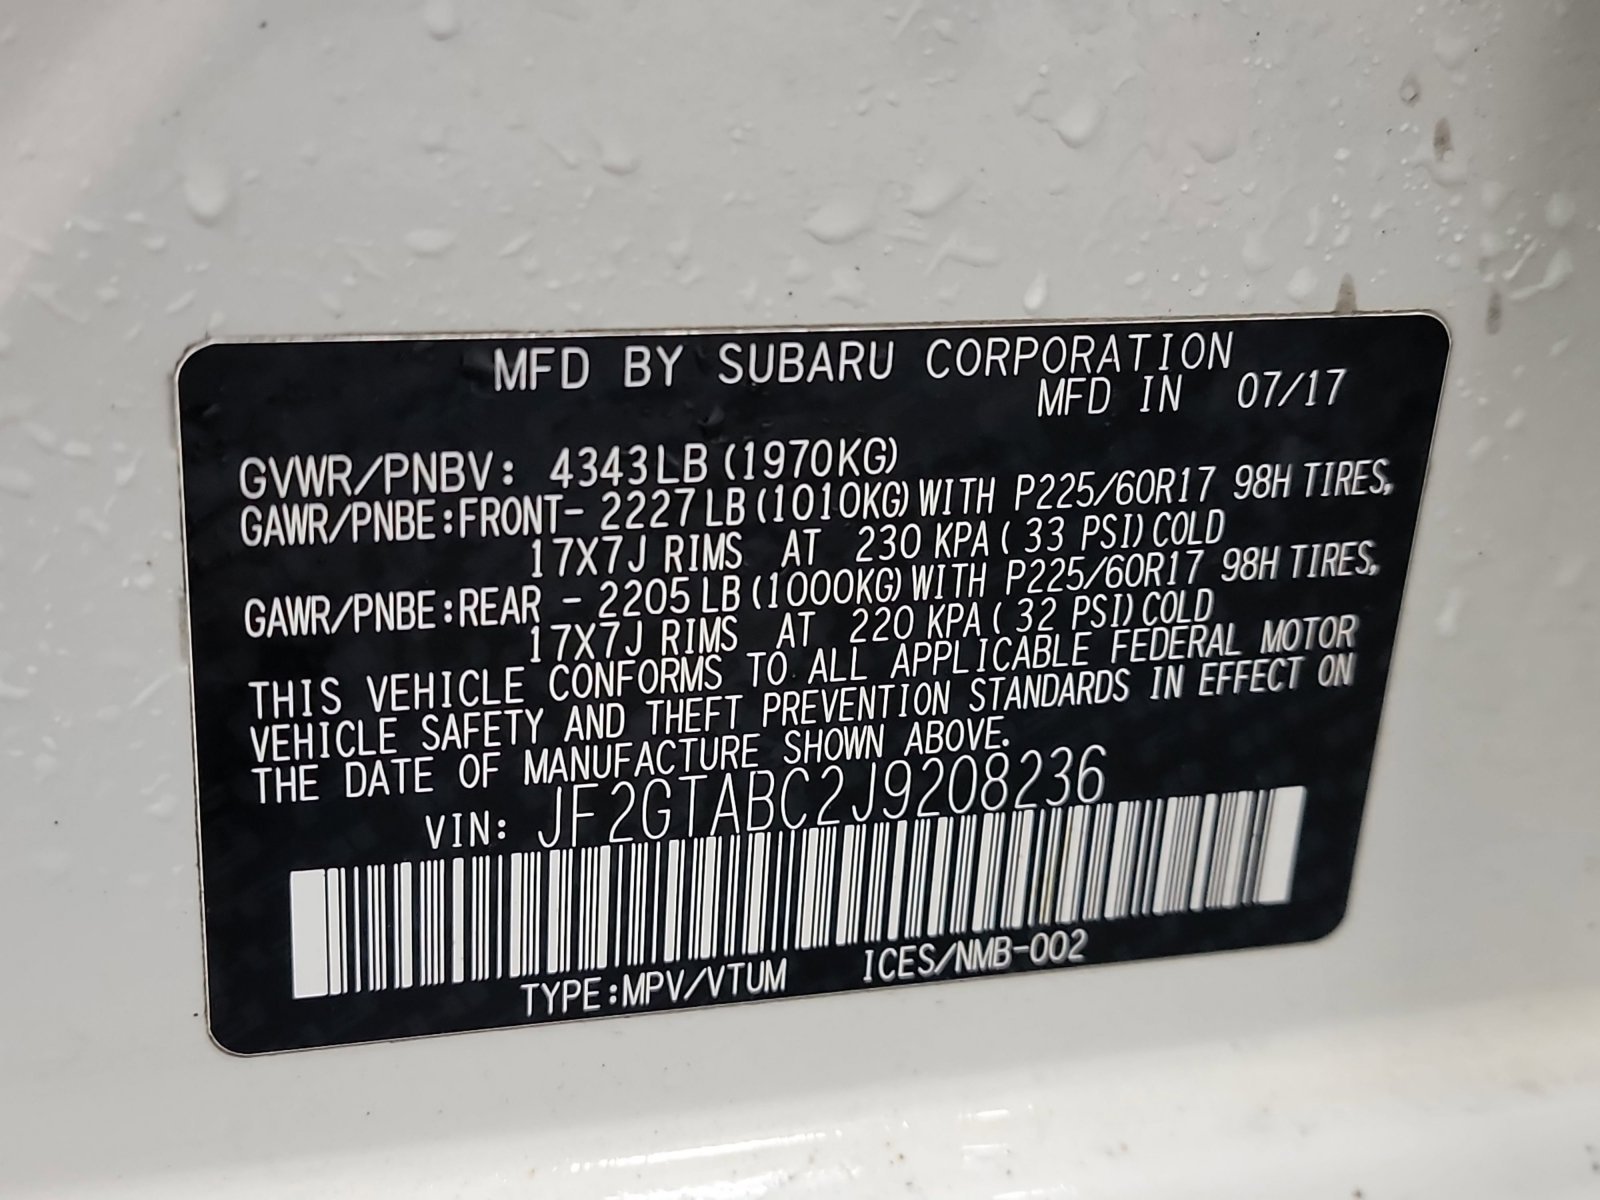 MFD BY SUBARU CORPORATION
MFD IN 07/17
GVWR/PNBV: 4343LB (1970KG)
GAWR/PNBE:FRONT- 2227LB (1010KG) WITH P225/60R17 98H TIRES,
17X7J RIMS AT 230 KPA ( 33 PSI) COLD
GAWR/PNBE:REAR - 2205LB (1000KG) WITH P225/60R17 98H TIRES,
17X7J RIMS AT 220 KPA ( 32 PSI) COLD
THIS VEHICLE CONFORMS TO ALL APPLICABLE FEDERAL MOTOR
VEHICLE SAFETY AND THEFT PREVENTION STANDARDS IN EFFECT ON
THE DATE OF MANUFACTURE SHOWN ABOVE.
VIN: JF2GTABC2J9208236
TYPE:MPV/VTUM ICES/NMB-002